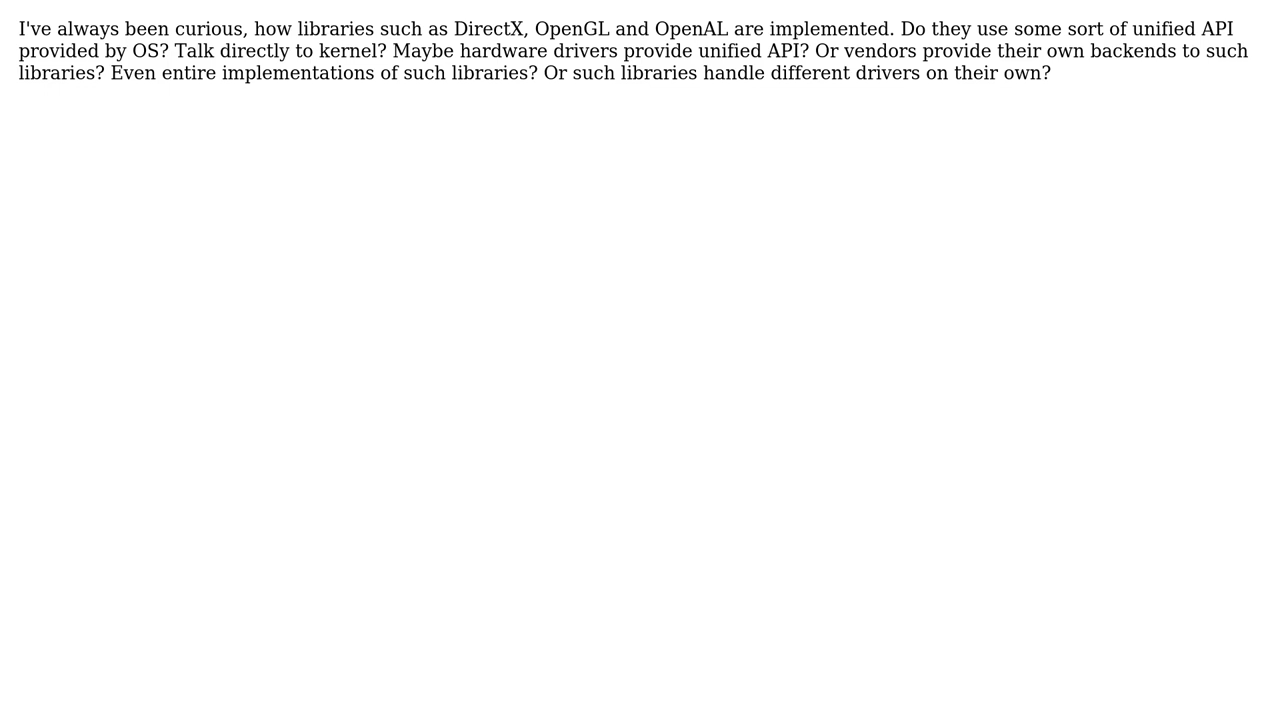 I've always been curious, how libraries such as DirectX, OpenGL and OpenAL are implemented. Do they use some sort of unified API
provided by OS? Talk directly to kernel? Maybe hardware drivers provide unified API? Or vendors provide their own backends to such
libraries? Even entire implementations of such libraries? Or such libraries handle different drivers on their own?